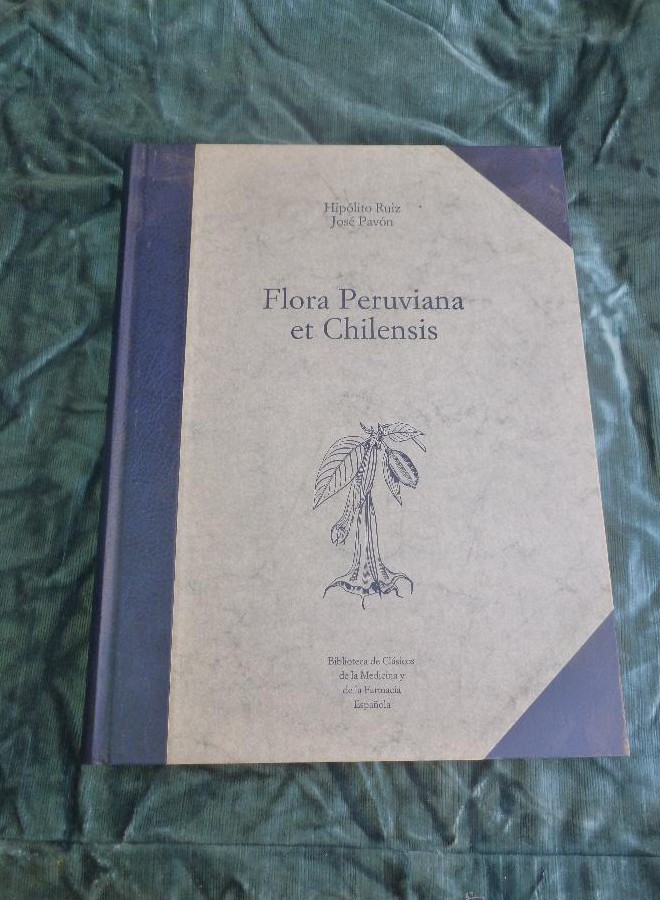 Hipólito Ruiz
José Pavón
Flora Peruviana
et Chilensis
Biblioteca de Clásicos
de la Medicina y
de la Farmacia
Española